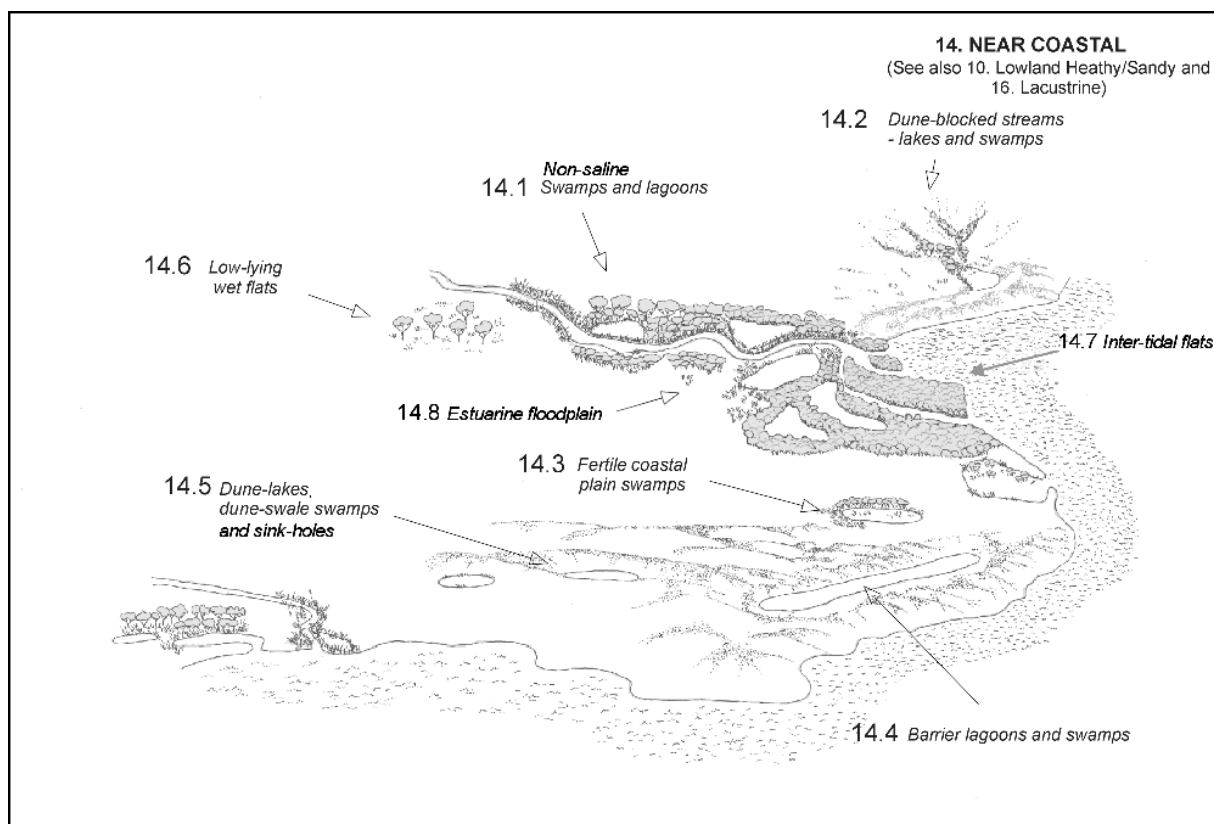 14. NEAR COASTAL
(See also 10. Lowland Heathy/Sandy and
16. Lacustrine)
14.2 Dune-blocked streams
- lakes and swamps
Non-saline
14.1 Swamps and lagoons
14.6 Low-lying
wet flats
14.7 Inter-tidal flats
14.8 Estuarine floodplain
14.3 Fertile coastal
plain swamps
14.5 Dune-lakes,
dune-swale swamps
and sink-holes
14.4 Barrier lagoons and swamps